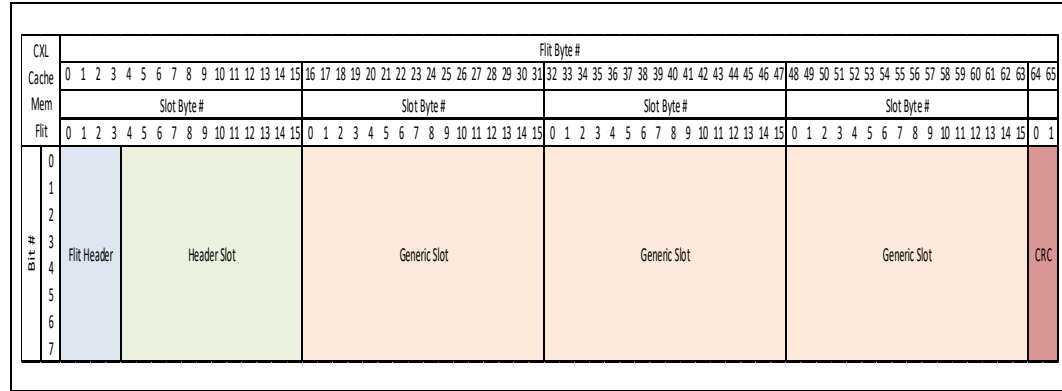 CXL Cache Mem Flit
Flit Byte #
0 1 2 3 4 5 6 7 8 9 10 11 12 13 14 15 16 17 18 19 20 21 22 23 24 25 26 27 28 29 30 31 32 33 34 35 36 37 38 39 40 41 42 43 44 45 46 47 48 49 50 51 52 53 54 55 56 57 58 59 60 61 62 63 64 65
Slot Byte # Slot Byte # Slot Byte # Slot Byte #
0 1 2 3 4 5 6 7 8 9 10 11 12 13 14 15 0 1 2 3 4 5 6 7 8 9 10 11 12 13 14 15 0 1 2 3 4 5 6 7 8 9 10 11 12 13 14 15 0 1 2 3 4 5 6 7 8 9 10 11 12 13 14 15 0 1
Bit #
0
1
2
3
4
5
6
7
Flit Header Header Slot Generic Slot Generic Slot Generic Slot CRC